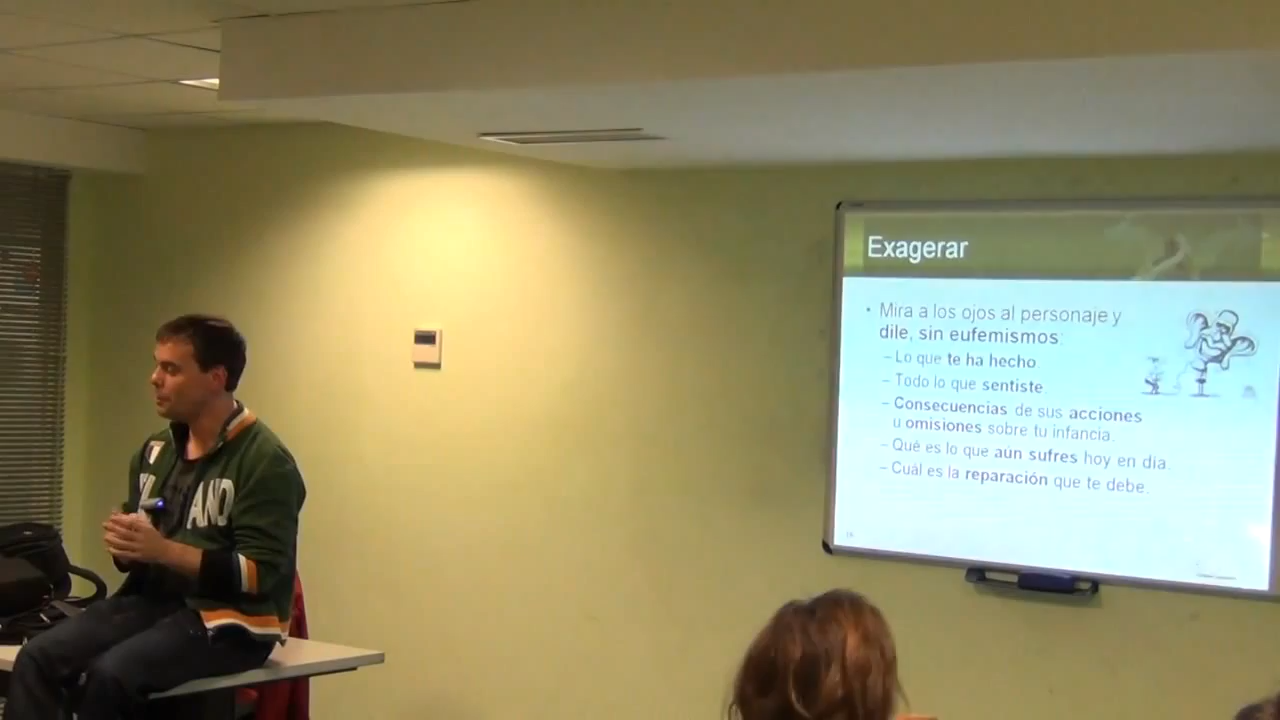 Exagerar
• Mira a los ojos al personaje y
dile, sin eufemismos:
– Lo que te ha hecho.
– Todo lo que sentiste.
– Consecuencias de sus acciones
u omisiones sobre tu infancia.
– Qué es lo que aún sufres hoy en día.
– Cuál es la reparación que te debe.
AND